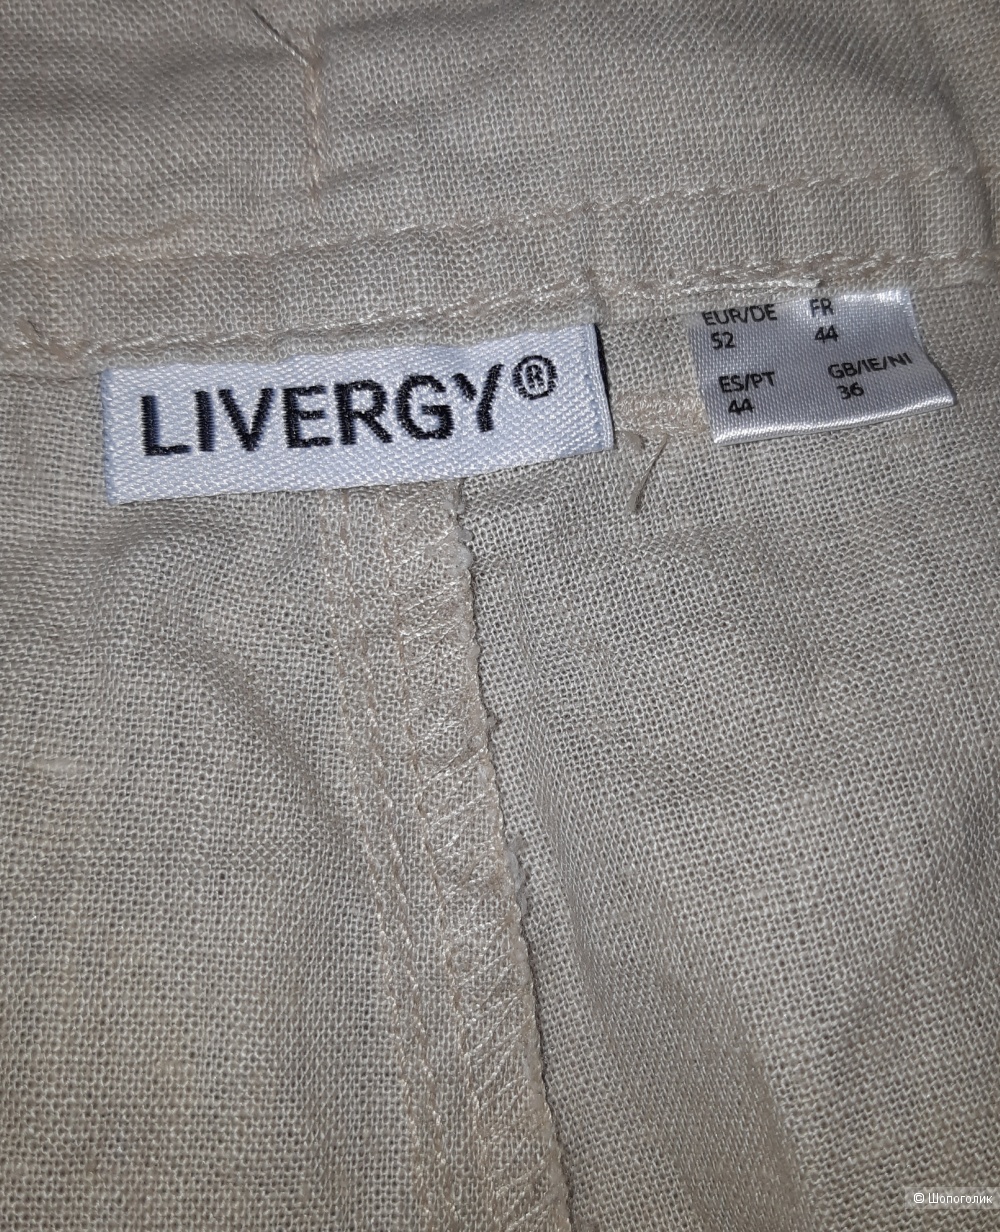 LIVERGY®
EUR/DE FR
52 44
ES/PT GB/IE/NI
44 36
© Шопоголик